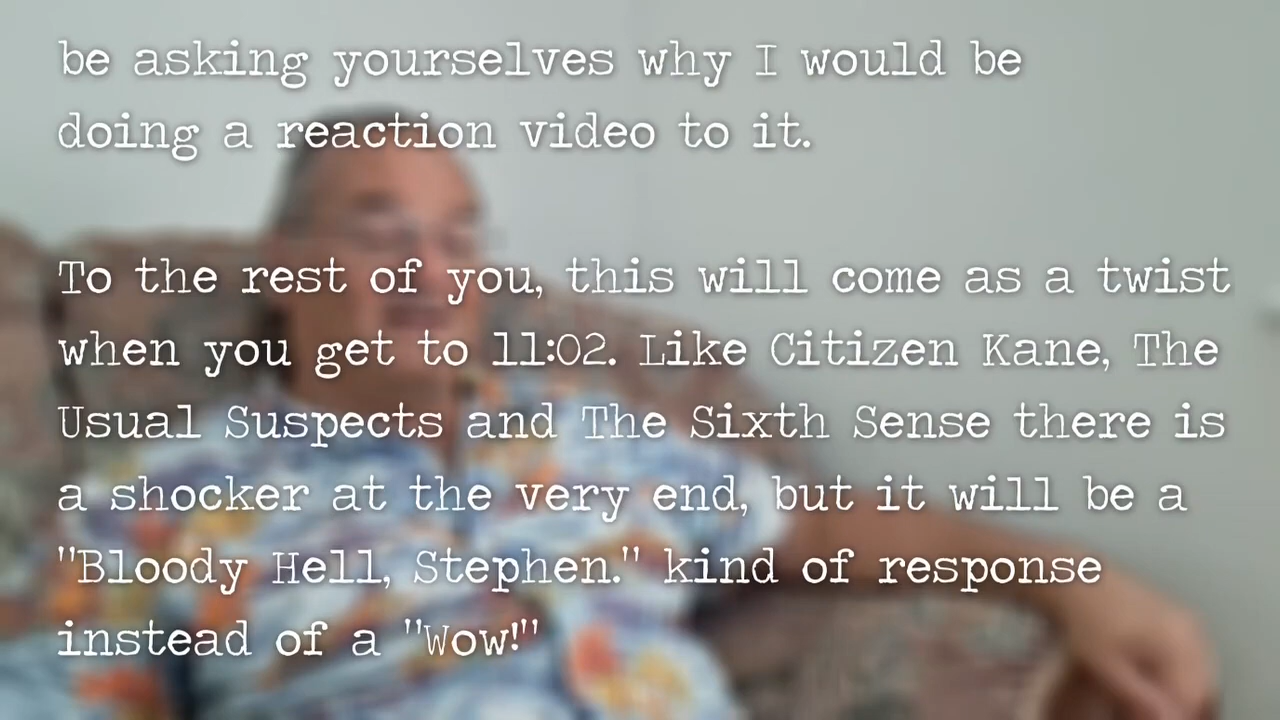 be asking yourselves why I would be
doing a reaction video to it.
To the rest of you, this will come as a twist
when you get to 11:02. Like Citizen Kane, The
Usual Suspects and The Sixth Sense there is
a shocker at the very end, but it will be a
"Bloody Hell, Stephen." kind of response
instead of a "Wow!"